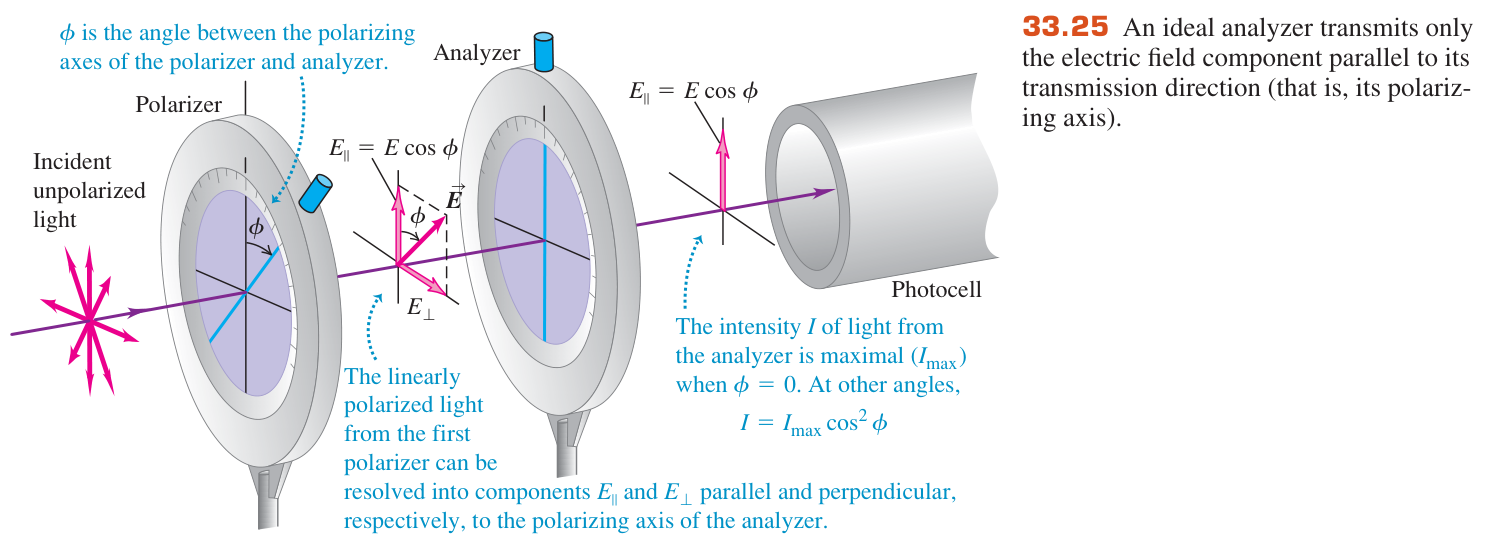 ϕ is the angle between the polarizing
axes of the polarizer and analyzer.
Analyzer
Polarizer
E∥ = E cos ϕ
E∥ = E cos ϕ
Incident
unpolarized
light
ϕ
ϕ
E⃗
E⊥
Photocell
The linearly
polarized light
from the first
polarizer can be
resolved into components E∥ and E⊥ parallel and perpendicular,
respectively, to the polarizing axis of the analyzer.
The intensity I of light from
the analyzer is maximal (Imax)
when ϕ = 0. At other angles,
I = Imax cos² ϕ
33.25 An ideal analyzer transmits only
the electric field component parallel to its
transmission direction (that is, its polariz-
ing axis).